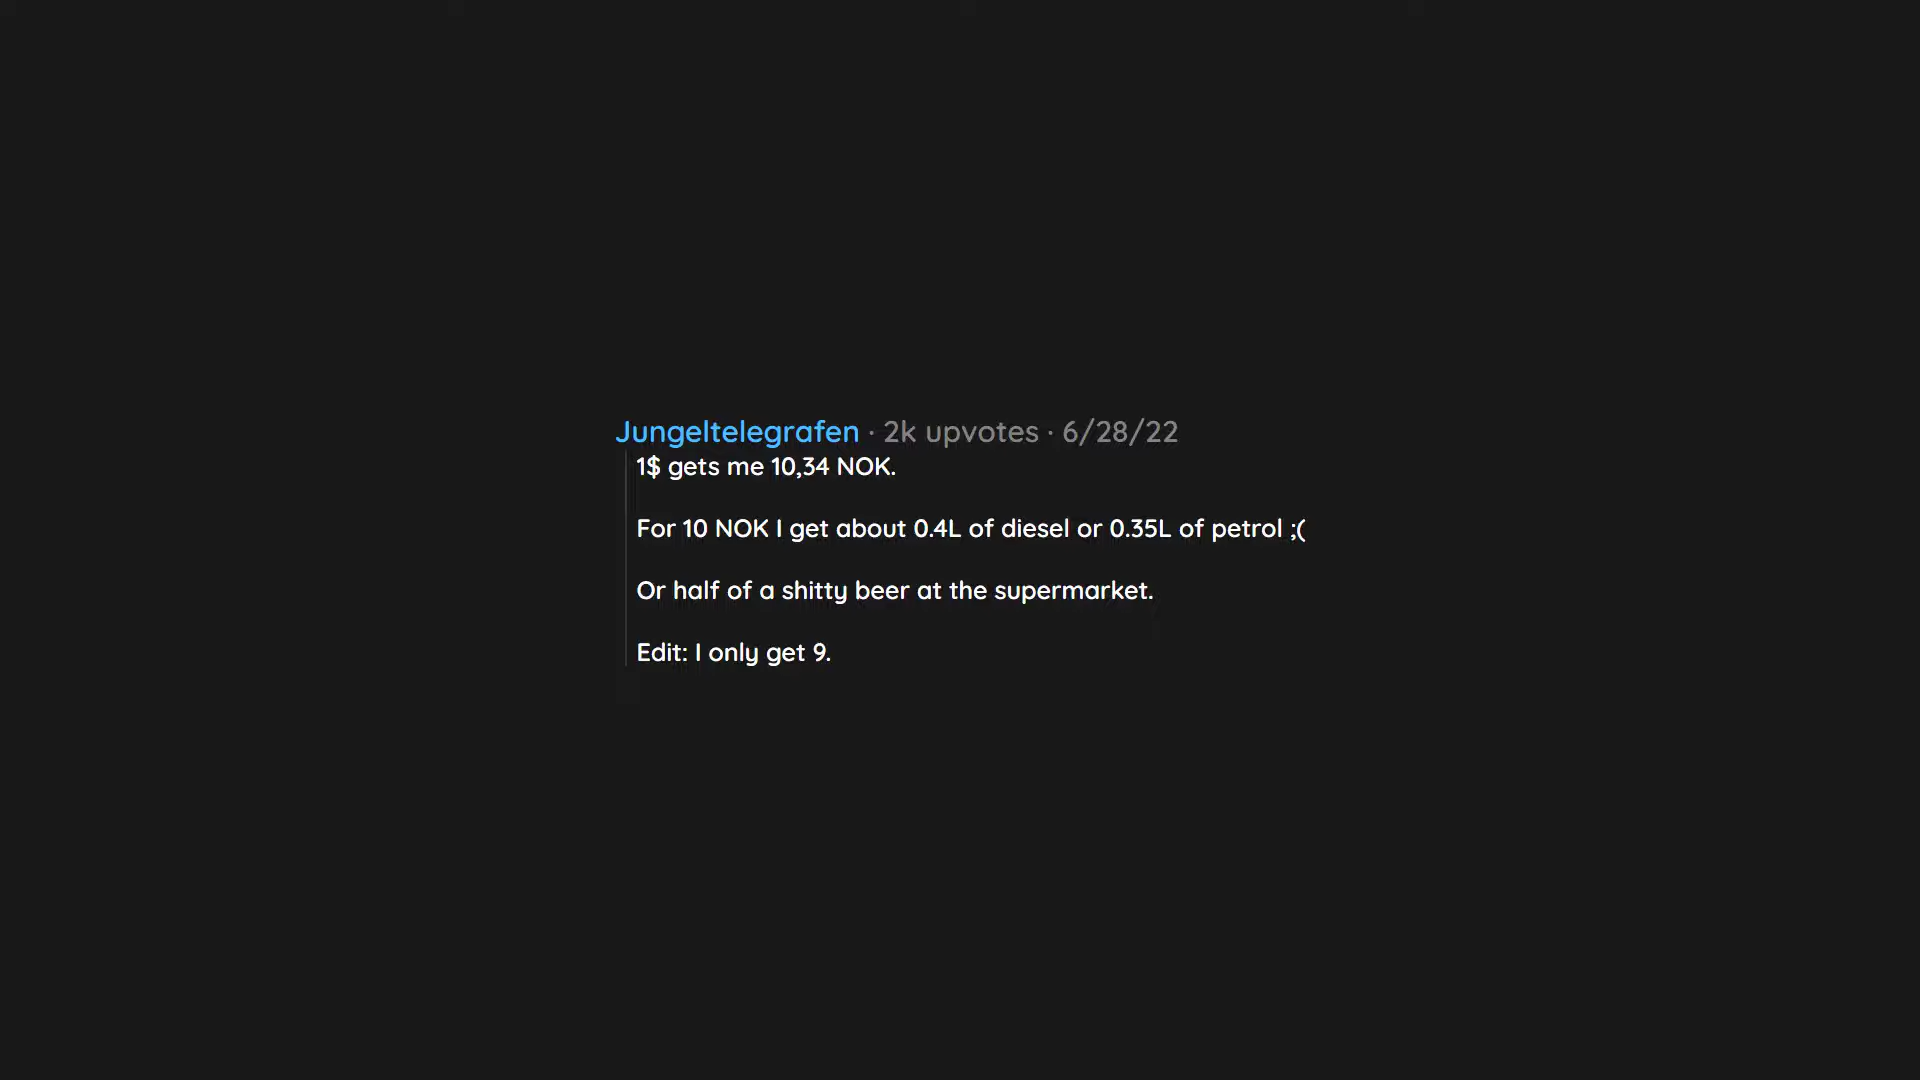 Jungeltelegrafen · 2k upvotes · 6/28/22
1$ gets me 10,34 NOK.
For 10 NOK I get about 0.4L of diesel or 0.35L of petrol ;(
Or half of a shitty beer at the supermarket.
Edit: I only get 9.